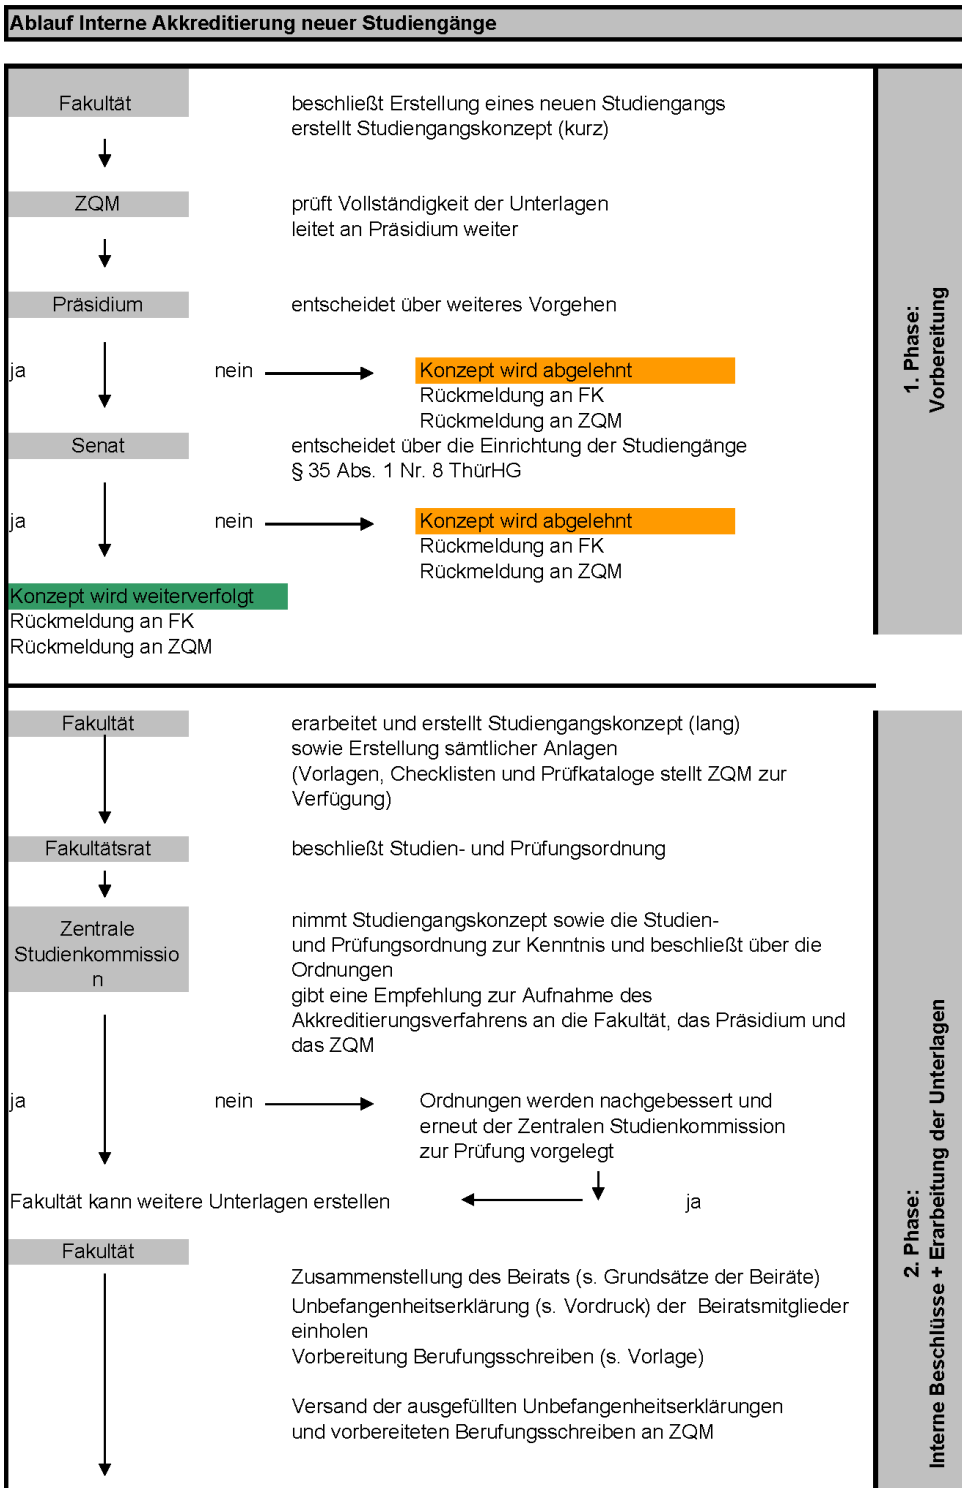 Ablauf Interne Akkreditierung neuer Studiengänge
Fakultät
beschließt Erstellung eines neuen Studiengangs
erstellt Studiengangskonzept (kurz)
ZQM
prüft Vollständigkeit der Unterlagen
leitet an Präsidium weiter
Präsidium
entscheidet über weiteres Vorgehen
ja
nein
Konzept wird abgelehnt
Rückmeldung an FK
Rückmeldung an ZQM
Senat
entscheidet über die Einrichtung der Studiengänge
§ 35 Abs. 1 Nr. 8 ThürHG
ja
nein
Konzept wird abgelehnt
Rückmeldung an FK
Rückmeldung an ZQM
Konzept wird weiterverfolgt
Rückmeldung an FK
Rückmeldung an ZQM
1. Phase:
Vorbereitung
Fakultät
erarbeitet und erstellt Studiengangskonzept (lang)
sowie Erstellung sämtlicher Anlagen
(Vorlagen, Checklisten und Prüfkataloge stellt ZQM zur
Verfügung)
Fakultätsrat
beschließt Studien- und Prüfungsordnung
Zentrale
Studienkommissio
n
nimmt Studiengangskonzept sowie die Studien-
und Prüfungsordnung zur Kenntnis und beschließt über die
Ordnungen
gibt eine Empfehlung zur Aufnahme des
Akkreditierungsverfahrens an die Fakultät, das Präsidium und
das ZQM
ja
nein
Ordnungen werden nachgebessert und
erneut der Zentralen Studienkommission
zur Prüfung vorgelegt
Fakultät kann weitere Unterlagen erstellen
ja
Fakultät
Zusammenstellung des Beirats (s. Grundsätze der Beiräte)
Unbefangenheitserklärung (s. Vordruck) der Beiratsmitglieder
einholen
Vorbereitung Berufungsschreiben (s. Vorlage)
Versand der ausgefüllten Unbefangenheitserklärungen
und vorbereiteten Berufungsschreiben an ZQM
2. Phase:
Interne Beschlüsse + Erarbeitung der Unterlagen